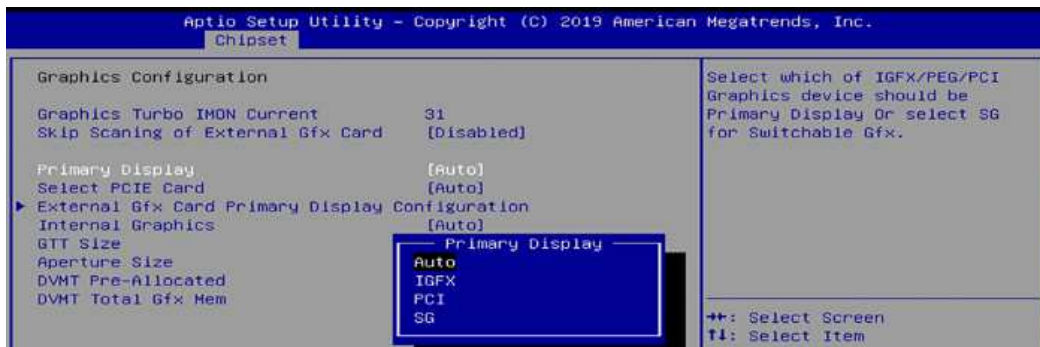 Aptio Setup Utility - Copyright (C) 2019 American Megatrends, Inc.
Chipset
Graphics Configuration
Graphics Turbo IMON Current 31
Skip Scaning of External Gfx Card [Disabled]
Primary Display [Auto]
Select PCIE Card [Auto]
External Gfx Card Primary Display Configuration
Internal Graphics [Auto]
GTT Size
Aperture Size
DVMT Pre-Allocated
DVMT Total Gfx Mem
Primary Display
Auto
IGFX
PCI
SG
Select which of IGFX/PEG/PCI
Graphics device should be
Primary Display Or select SG
for Switchable Gfx.
→←: Select Screen
↑↓: Select Item